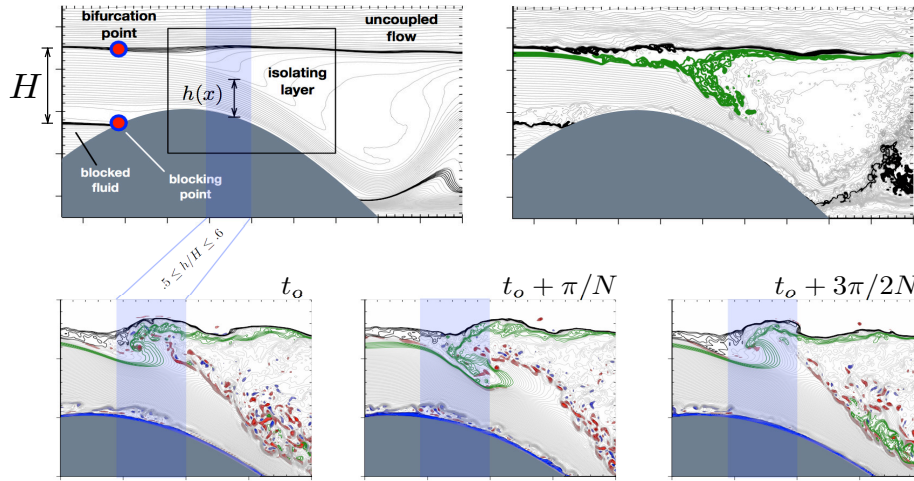 bifurcation
point
uncoupled
flow
H
isolating
layer
h(x)
blocked
fluid
blocking
point
.5 ≤ h/H ≤ .6
t_o
t_o + π/N
t_o + 3π/2N